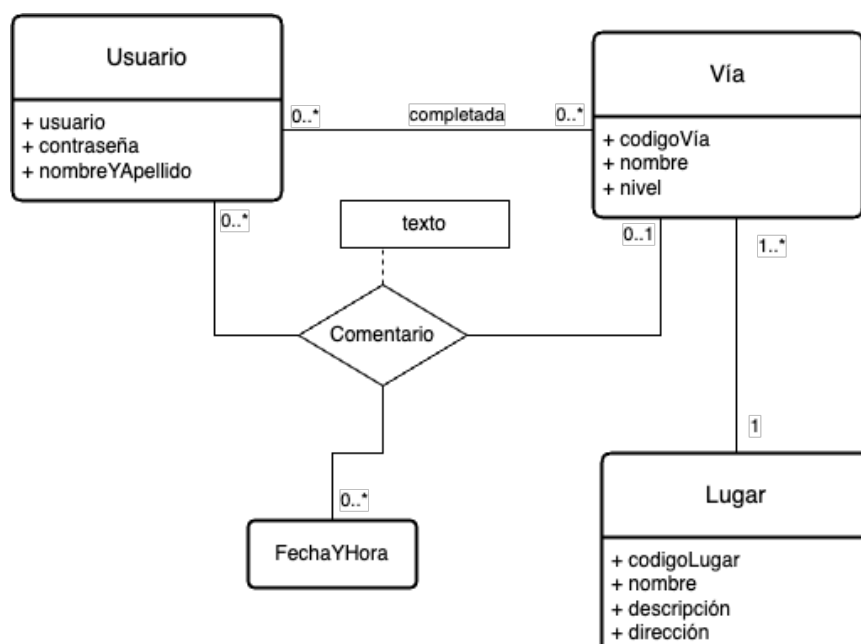 Usuario
+ usuario
+ contraseña
+ nombreYApellido
0..*
completada
0..*
Vía
+ codigoVía
+ nombre
+ nivel
0..*
texto
0..1
1..*
Comentario
0..*
FechaYHora
1
Lugar
+ codigoLugar
+ nombre
+ descripción
+ dirección